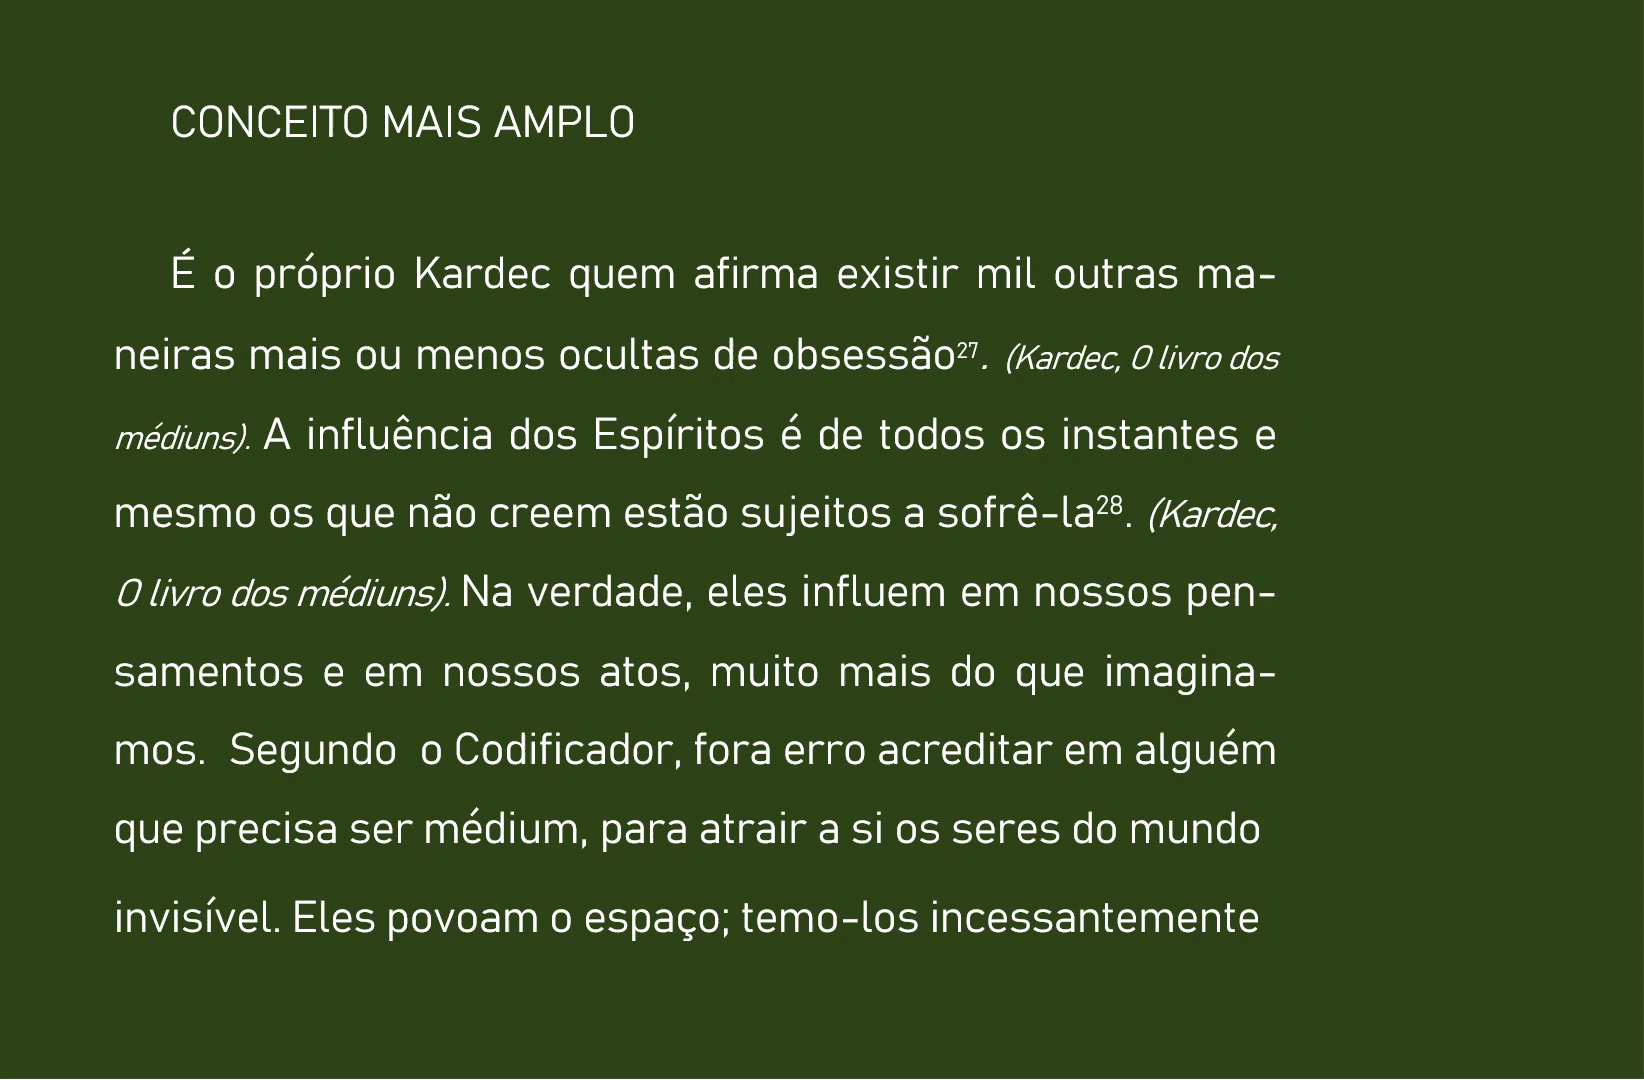 CONCEITO MAIS AMPLO
É o próprio Kardec quem afirma existir mil outras ma-
neiras mais ou menos ocultas de obsessão²⁷. (Kardec, O livro dos
médiuns). A influência dos Espíritos é de todos os instantes e
mesmo os que não creem estão sujeitos a sofrê-la²⁸. (Kardec,
O livro dos médiuns). Na verdade, eles influem em nossos pen-
samentos e em nossos atos, muito mais do que imagina-
mos. Segundo o Codificador, fora erro acreditar em alguém
que precisa ser médium, para atrair a si os seres do mundo
invisível. Eles povoam o espaço; temo-los incessantemente